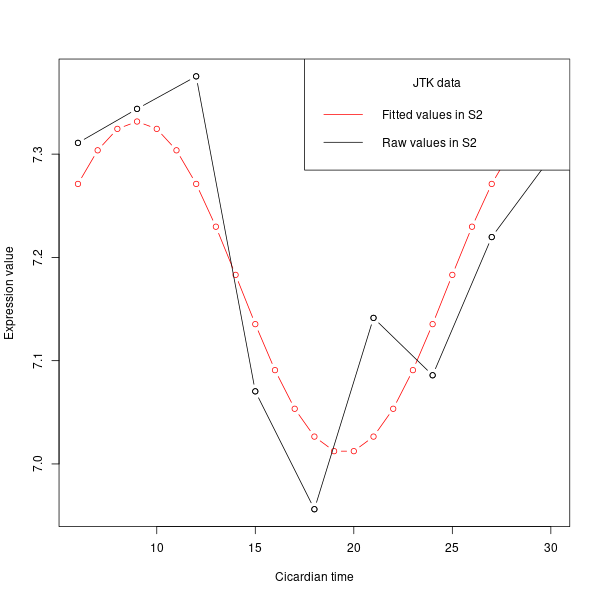 JTK data
Fitted values in S2
Raw values in S2
Expression value
7.3
7.2
7.1
7.0
10 15 20 25 30
Cicardian time